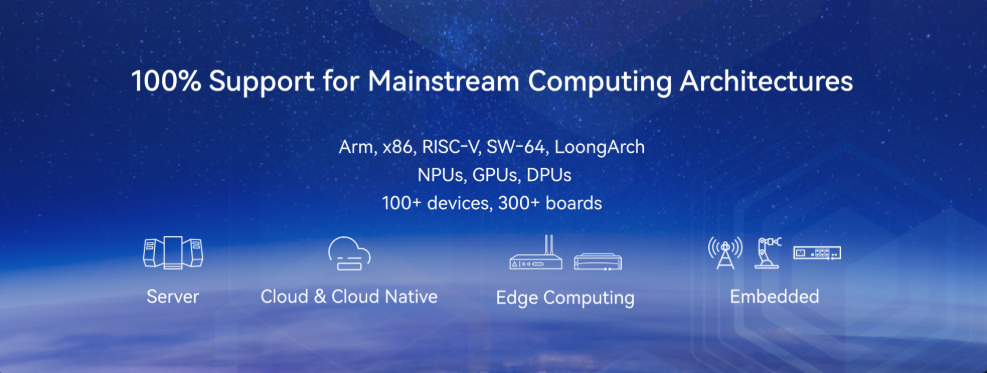 100% Support for Mainstream Computing Architectures
Arm, x86, RISC-V, SW-64, LoongArch
NPUs, GPUs, DPUs
100+ devices, 300+ boards
Server
Cloud & Cloud Native
Edge Computing
Embedded